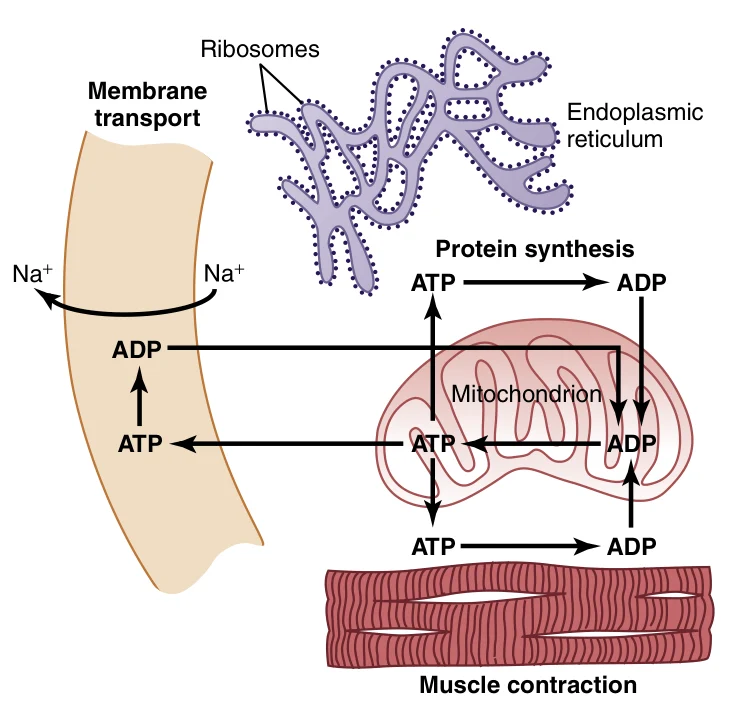 Ribosomes
Membrane
transport
Endoplasmic
reticulum
Protein synthesis
Na+
Na+
ATP
ADP
ADP
Mitochondrion
ATP
ATP
ADP
ATP
ADP
Muscle contraction